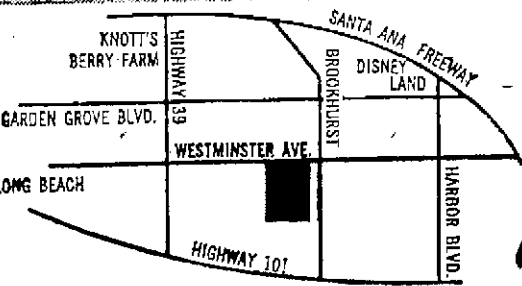 SANTA ANA FREEWAY
KNOTT'S
BERRY FARM
HIGHWAY 39
BROOKHURST
DISNEY
LAND
GARDEN GROVE BLVD.
WESTMINSTER AVE.
LONG BEACH
HARBOR BLVD.
HIGHWAY 101